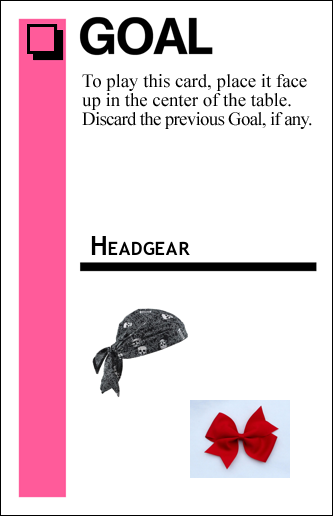 GOAL
To play this card, place it face
up in the center of the table.
Discard the previous Goal, if any.
HEADGEAR